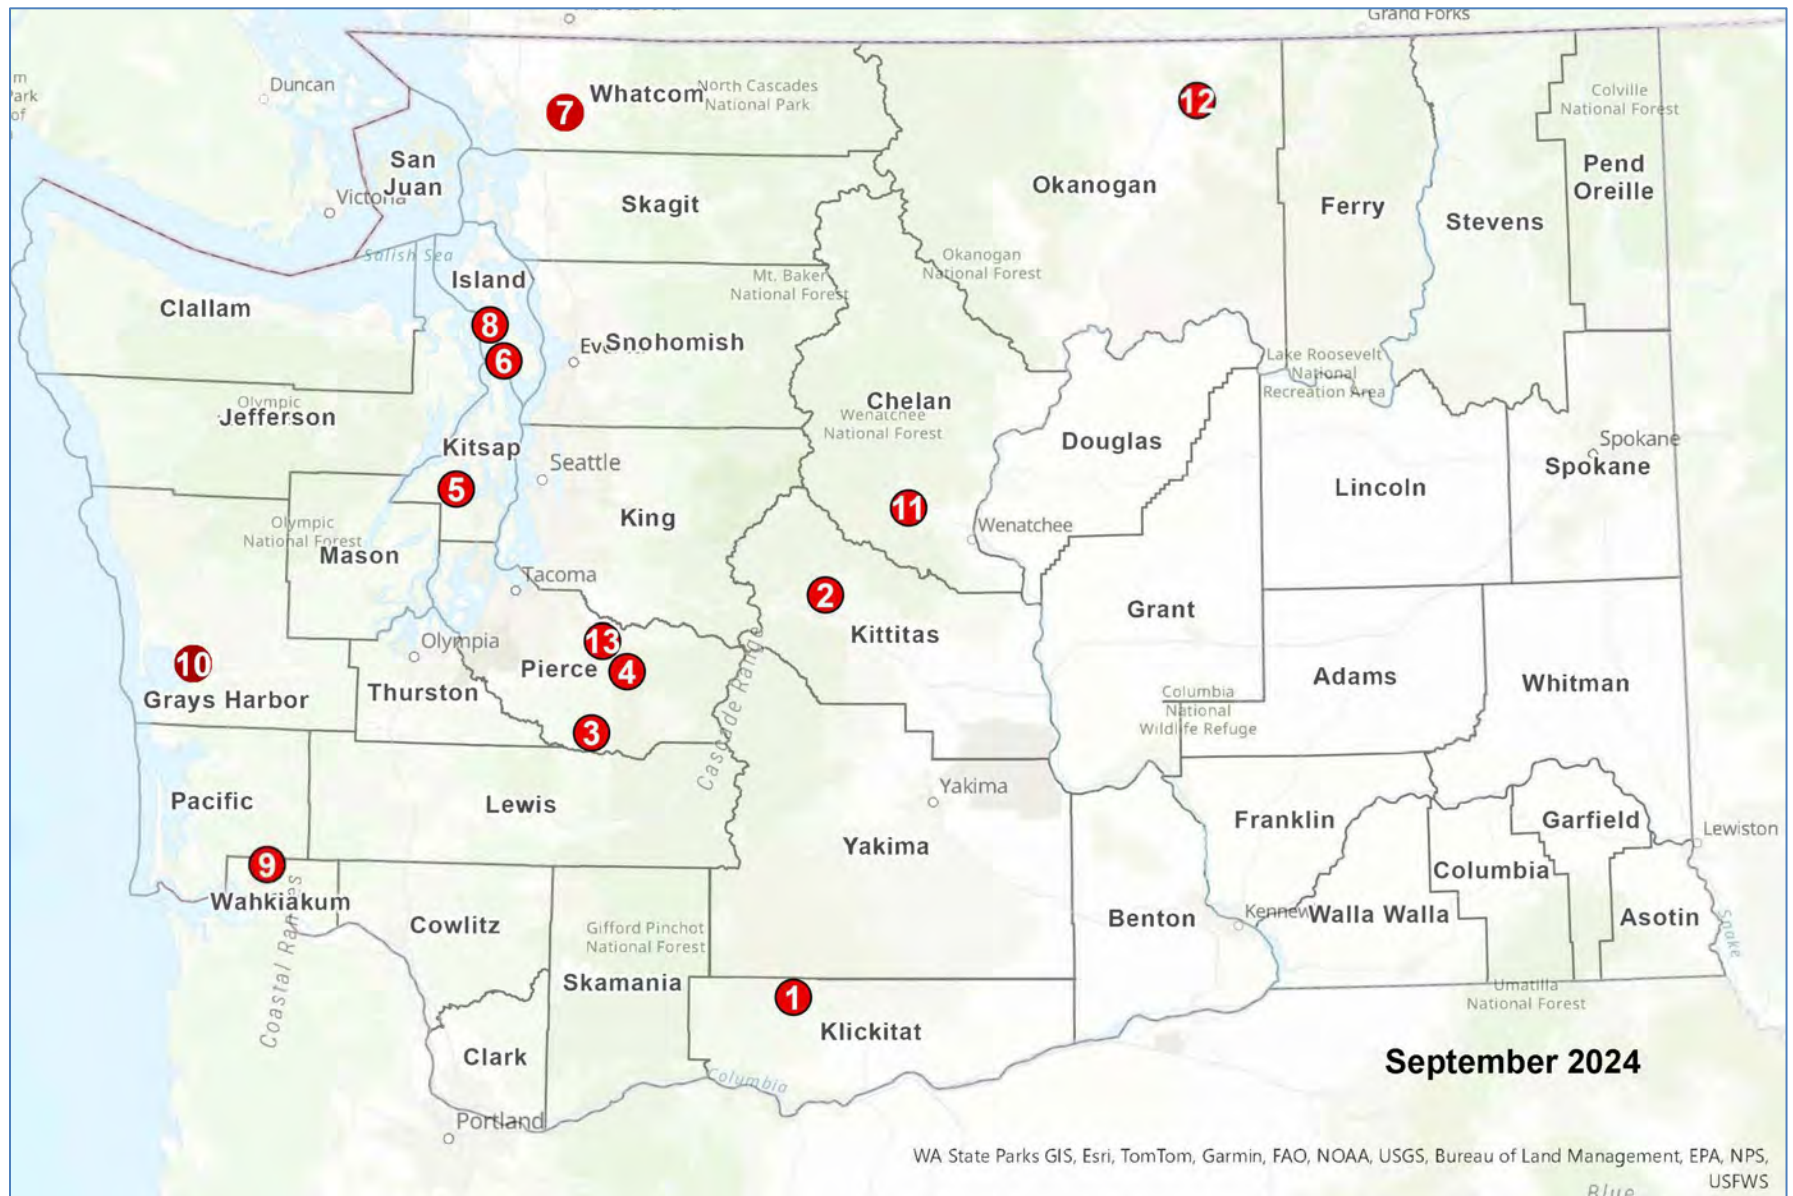 Grand Forks
Duncan
Whatcom
North Cascades
National Park
7
12
Colville
National Forest
San
Juan
Victoria
Skagit
Okanogan
Ferry
Stevens
Pend
Oreille
Salish Sea
Island
Okanogan
National Forest
Mt. Baker
National Forest
Clallam
8
6
Snohomish
Lake Roosevelt
National
Recreation Area
Olympic
Jefferson
Chelan
Wenatchee
National Forest
Douglas
Kitsap
Seattle
Spokane
Spokane
5
11
Lincoln
King
Olympic
National Forest
Mason
Wenatchee
Tacoma
2
Kittitas
Grant
Olympia
13
4
Pierce
10
Grays Harbor
Thurston
3
Cascade Range
Columbia
National
Wildlife Refuge
Adams
Whitman
Pacific
Lewis
Yakima
Yakima
Franklin
Garfield
Lewiston
9
Wahkiakum
Coastal Ranges
Cowlitz
Gifford Pinchot
National Forest
Skamania
Benton
Kennew
Walla Walla
Columbia
Asotin
Snake
1
Klickitat
Umatilla
National Forest
Clark
Columbia
Portland
September 2024
WA State Parks GIS, Esri, TomTom, Garmin, FAO, NOAA, USGS, Bureau of Land Management, EPA, NPS,
USFWS